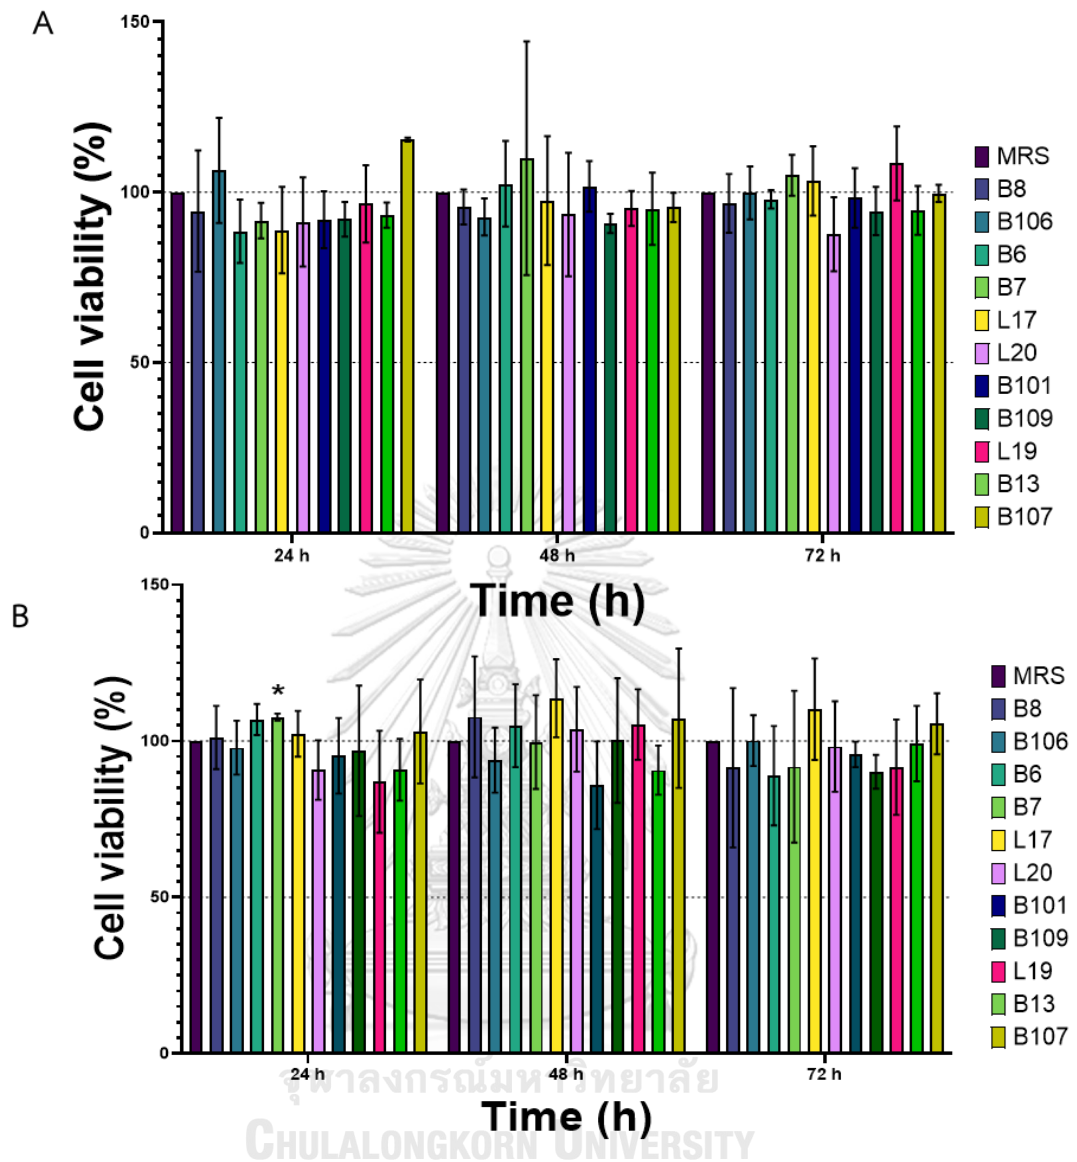 A
150
100
50
0
Cell viability (%)
24 h
48 h
72 h
Time (h)
MRS
B8
B106
B6
B7
L17
L20
B101
B109
L19
B13
B107
B
150
100
50
0
Cell viability (%)
*
24 h
48 h
72 h
Time (h)
MRS
B8
B106
B6
B7
L17
L20
B101
B109
L19
B13
B107
จุฬาลงกรณ์มหาวิทยาลัย
CHULALONGKORN UNIVERSITY